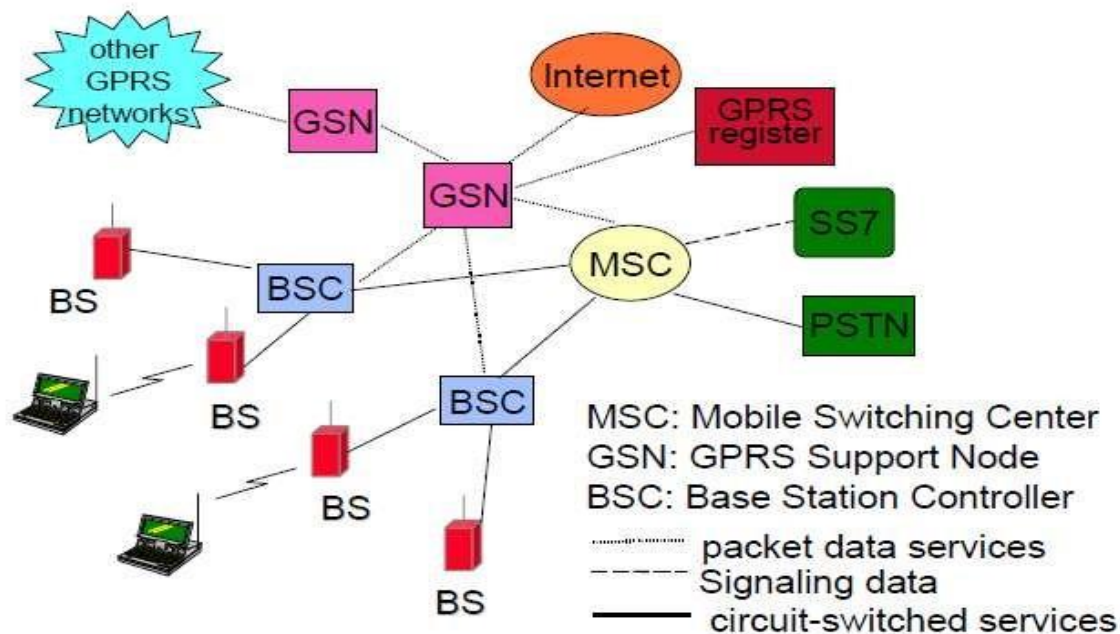 other
GPRS
networks
GSN
Internet
GPRS
register
GSN
SS7
MSC
BS
BSC
PSTN
BS
BSC
BS
BS
MSC: Mobile Switching Center
GSN: GPRS Support Node
BSC: Base Station Controller
packet data services
Signaling data
circuit-switched services